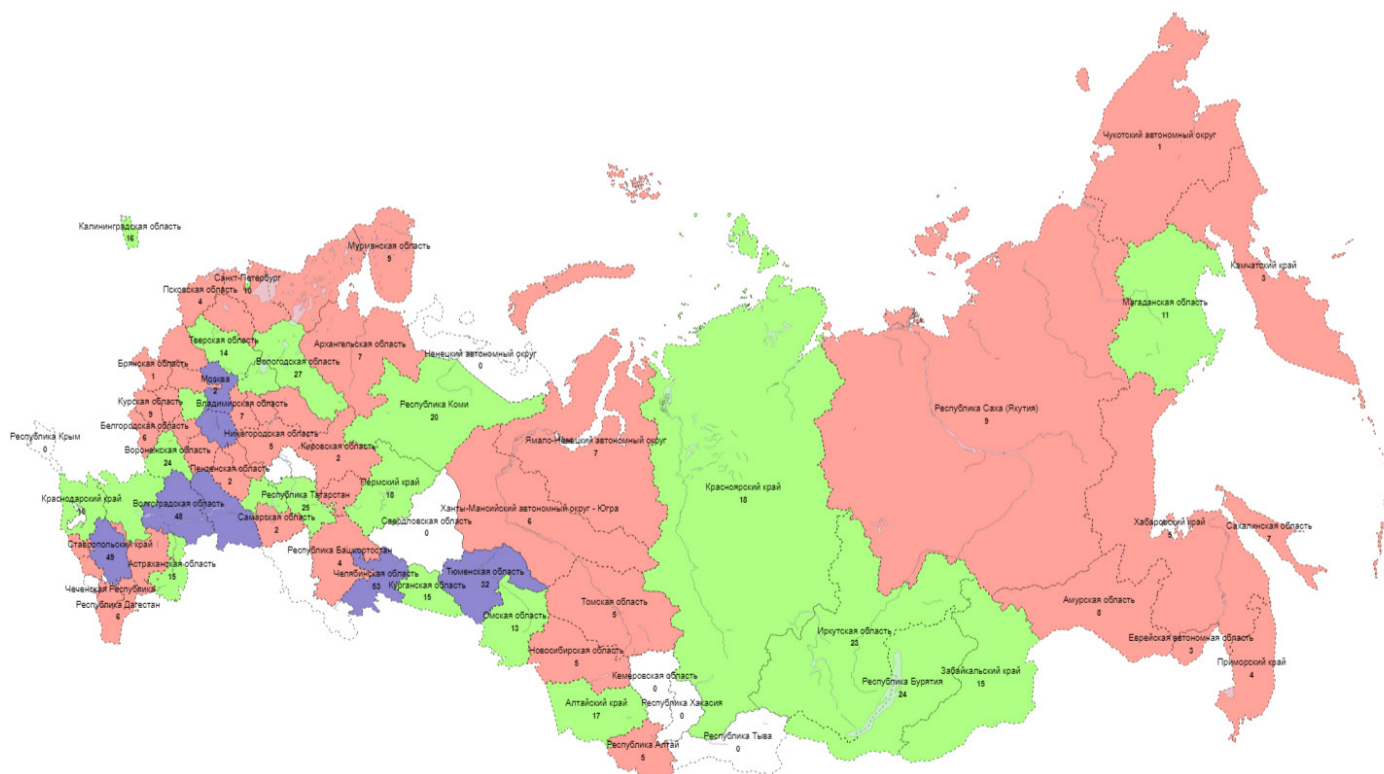 Чукотский автономный округ
1
Калининградская область
16
Мурманская область
9
Камчатский край
3
Санкт-Петербург
10
Псковская область
4
Магаданская область
11
Тверская область
14
Архангельская область
7
Вологодская область
27
Ненецкий автономный округ
0
Брянская область
1
Москва
2
Курская область
9
Владимирская область
7
Республика Коми
20
Республика Саха (Якутия)
9
Белгородская область
6
Нижегородская область
5
Республика Крым
0
Ямало-Ненецкий автономный округ
7
Кировская область
2
Воронежская область
24
Пензенская область
2
Пермский край
Красноярский край
18
Республика Татарстан
25
Краснодарский край
Волгоградская область
Ханты-Мансийский автономный округ - Югра
6
Самарская область
2
Свердловская область
0
Хабаровский край
5
Сахалинская область
7
Ставропольский край
Республика Башкортостан
4
Астраханская область
15
Челябинская область
Тюменская область
32
Чеченская Республика
Курганская область
15
Республика Дагестан
6
Томская область
5
Амурская область
8
Омская область
13
Иркутская область
23
Еврейская автономная область
3
Новосибирская область
5
Забайкальский край
15
Республика Бурятия
24
Приморский край
4
Кемеровская область
0
Алтайский край
17
Республика Хакасия
0
Республика Тыва
0
Республика Алтай
5